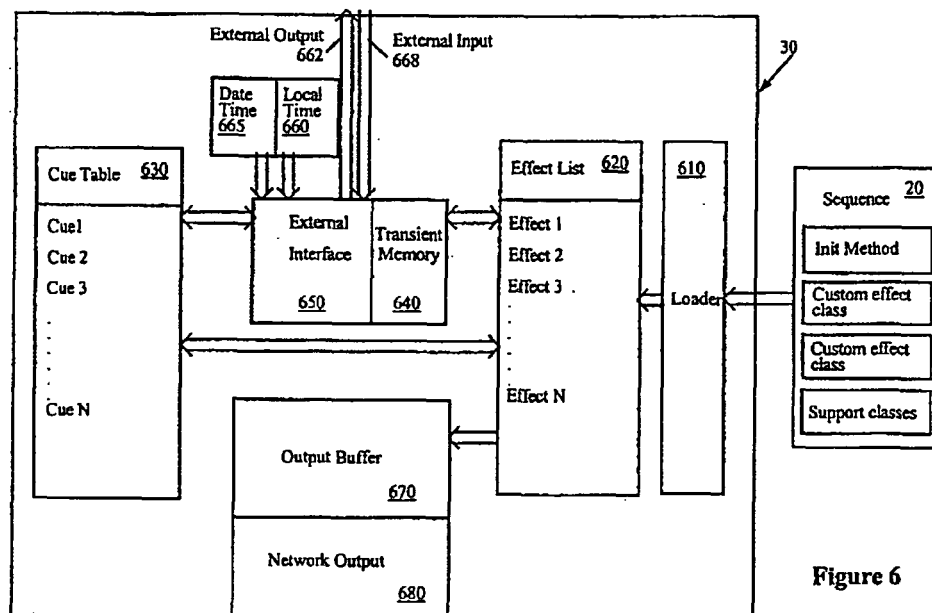 External Output
662
External Input
668
30
Date
Time
665
Local
Time
660
Cue Table 630
Cue1
Cue 2
Cue 3
Cue N
External
Interface
650
Transient
Memory
640
Effect List 620
Effect 1
Effect 2
Effect 3
Effect N
610
Loader
Sequence 20
Init Method
Custom effect
class
Custom effect
class
Support classes
Output Buffer
670
Network Output
680
Figure 6